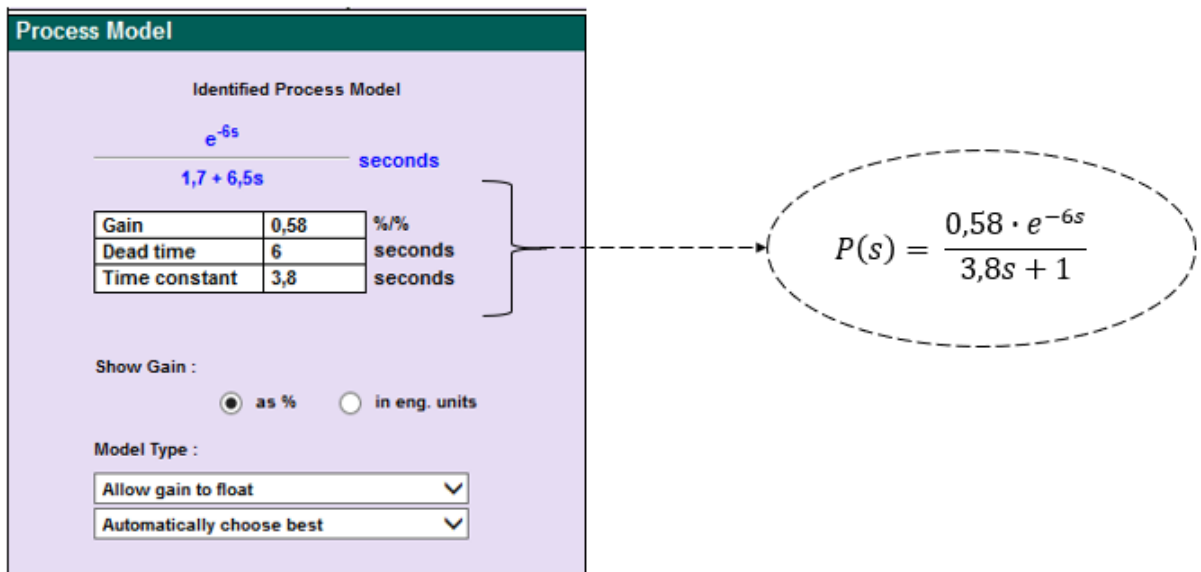 Process Model
Identified Process Model
e^-6s
1,7 + 6,5s
seconds
Gain 0,58 %/%
Dead time 6 seconds
Time constant 3,8 seconds
Show Gain :
as % in eng. units
Model Type :
Allow gain to float
Automatically choose best
P(s) = 0,58 · e^−6s
3,8s + 1